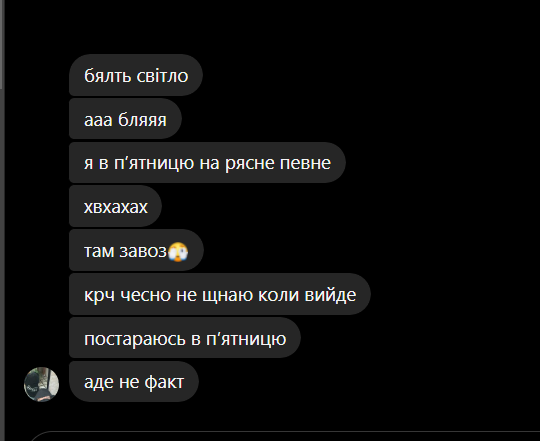 бялть світло
ааа бляяя
я в п'ятницю на рясне певне
хвхахах
там завоз🫣
крч чесно не щнаю коли вийде
постараюсь в п'ятницю
аде не факт